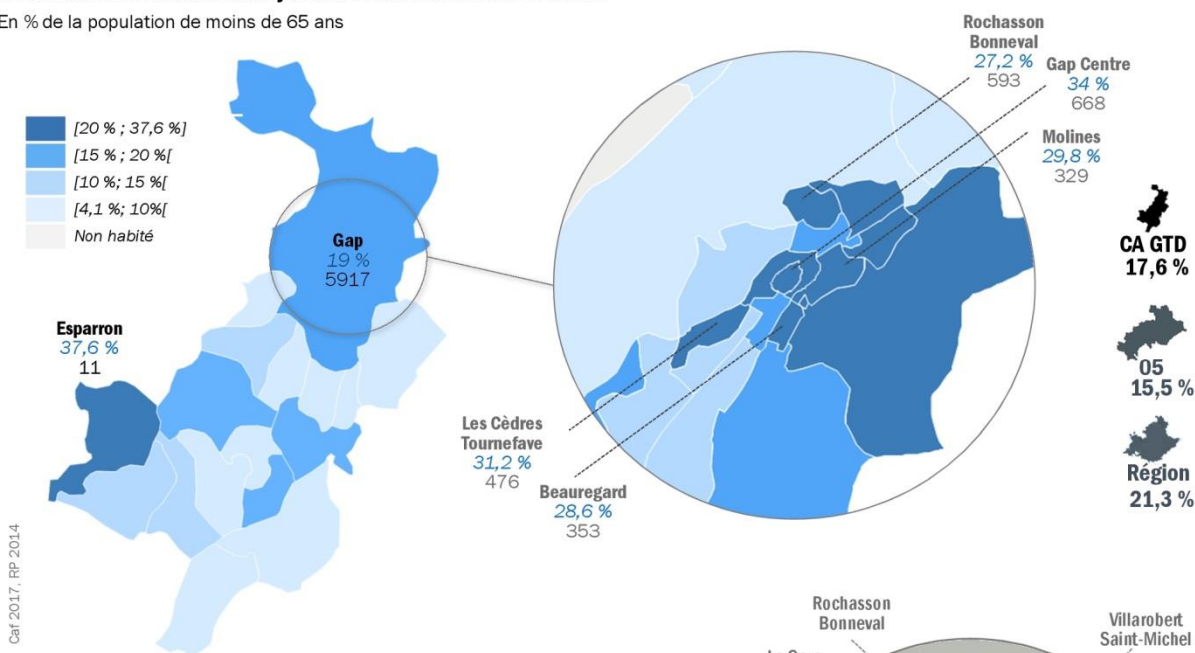 En % de la population de moins de 65 ans
[20 % ; 37,6 %]
[15 % ; 20 %[
[10 % ; 15 %[
[4,1 % ; 10%[
Non habité
Gap
19 %
5917
Esparron
37,6 %
11
Rochasson
Bonneval
27,2 %
593
Gap Centre
34 %
668
Molines
29,8 %
329
Les Cèdres
Tournefave
31,2 %
476
Beauregard
28,6 %
353
CA GTD
17,6 %
05
15,5 %
Région
21,3 %
Caf 2017, RP 2014
Rochasson
Bonneval
Villarobert
Saint-Michel